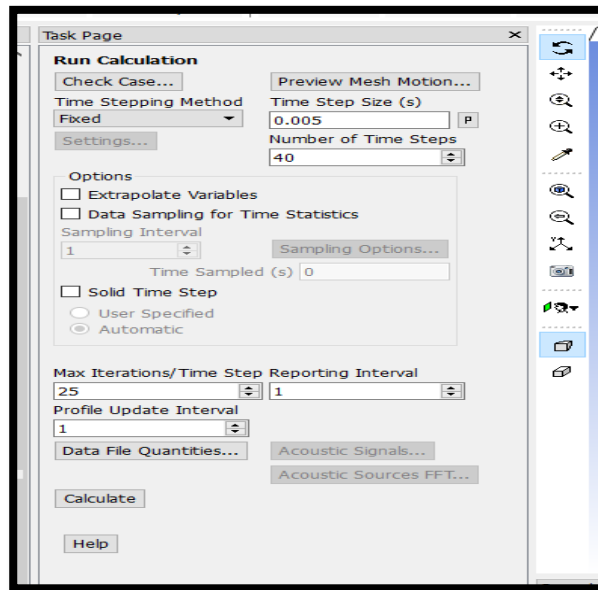 Task Page
Run Calculation
Check Case... Preview Mesh Motion...
Time Stepping Method Time Step Size (s)
Fixed 0.005 P
Settings... Number of Time Steps
40
Options
Extrapolate Variables
Data Sampling for Time Statistics
Sampling Interval
1 Sampling Options...
Time Sampled (s) 0
Solid Time Step
User Specified
Automatic
Max Iterations/Time Step Reporting Interval
25 1
Profile Update Interval
1
Data File Quantities... Acoustic Signals...
Acoustic Sources FFT...
Calculate
Help